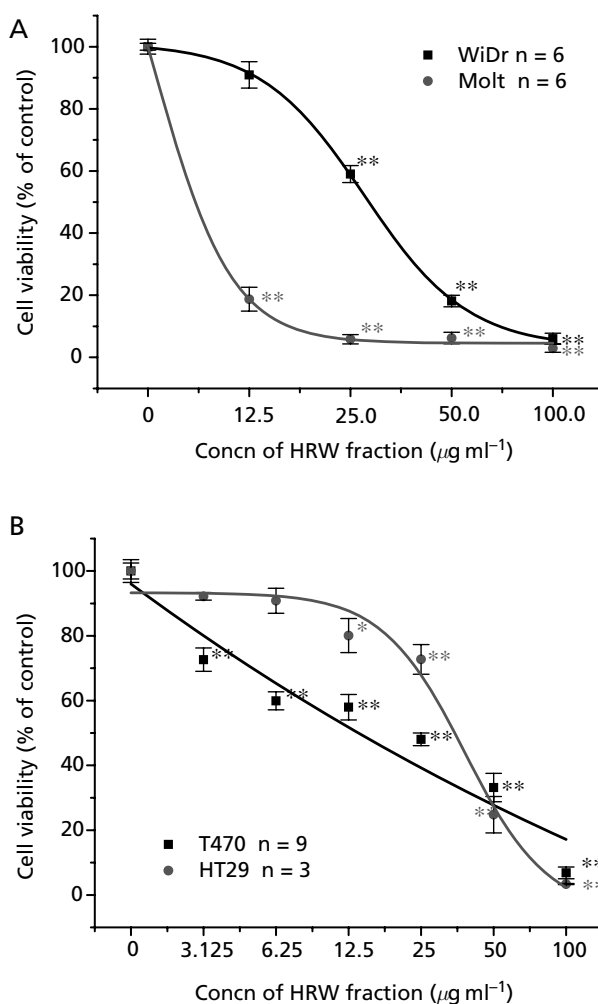 A
100
80
60
40
20
0
Cell viability (% of control)
WiDr n = 6
Molt n = 6
**
**
**
**
**
**
**
0 12.5 25.0 50.0 100.0
Concn of HRW fraction (μg ml⁻¹)
B
100
80
60
40
20
0
Cell viability (% of control)
*
**
**
**
**
**
**
**
**
**
T470 n = 9
HT29 n = 3
0 3.125 6.25 12.5 25 50 100
Concn of HRW fraction (μg ml⁻¹)